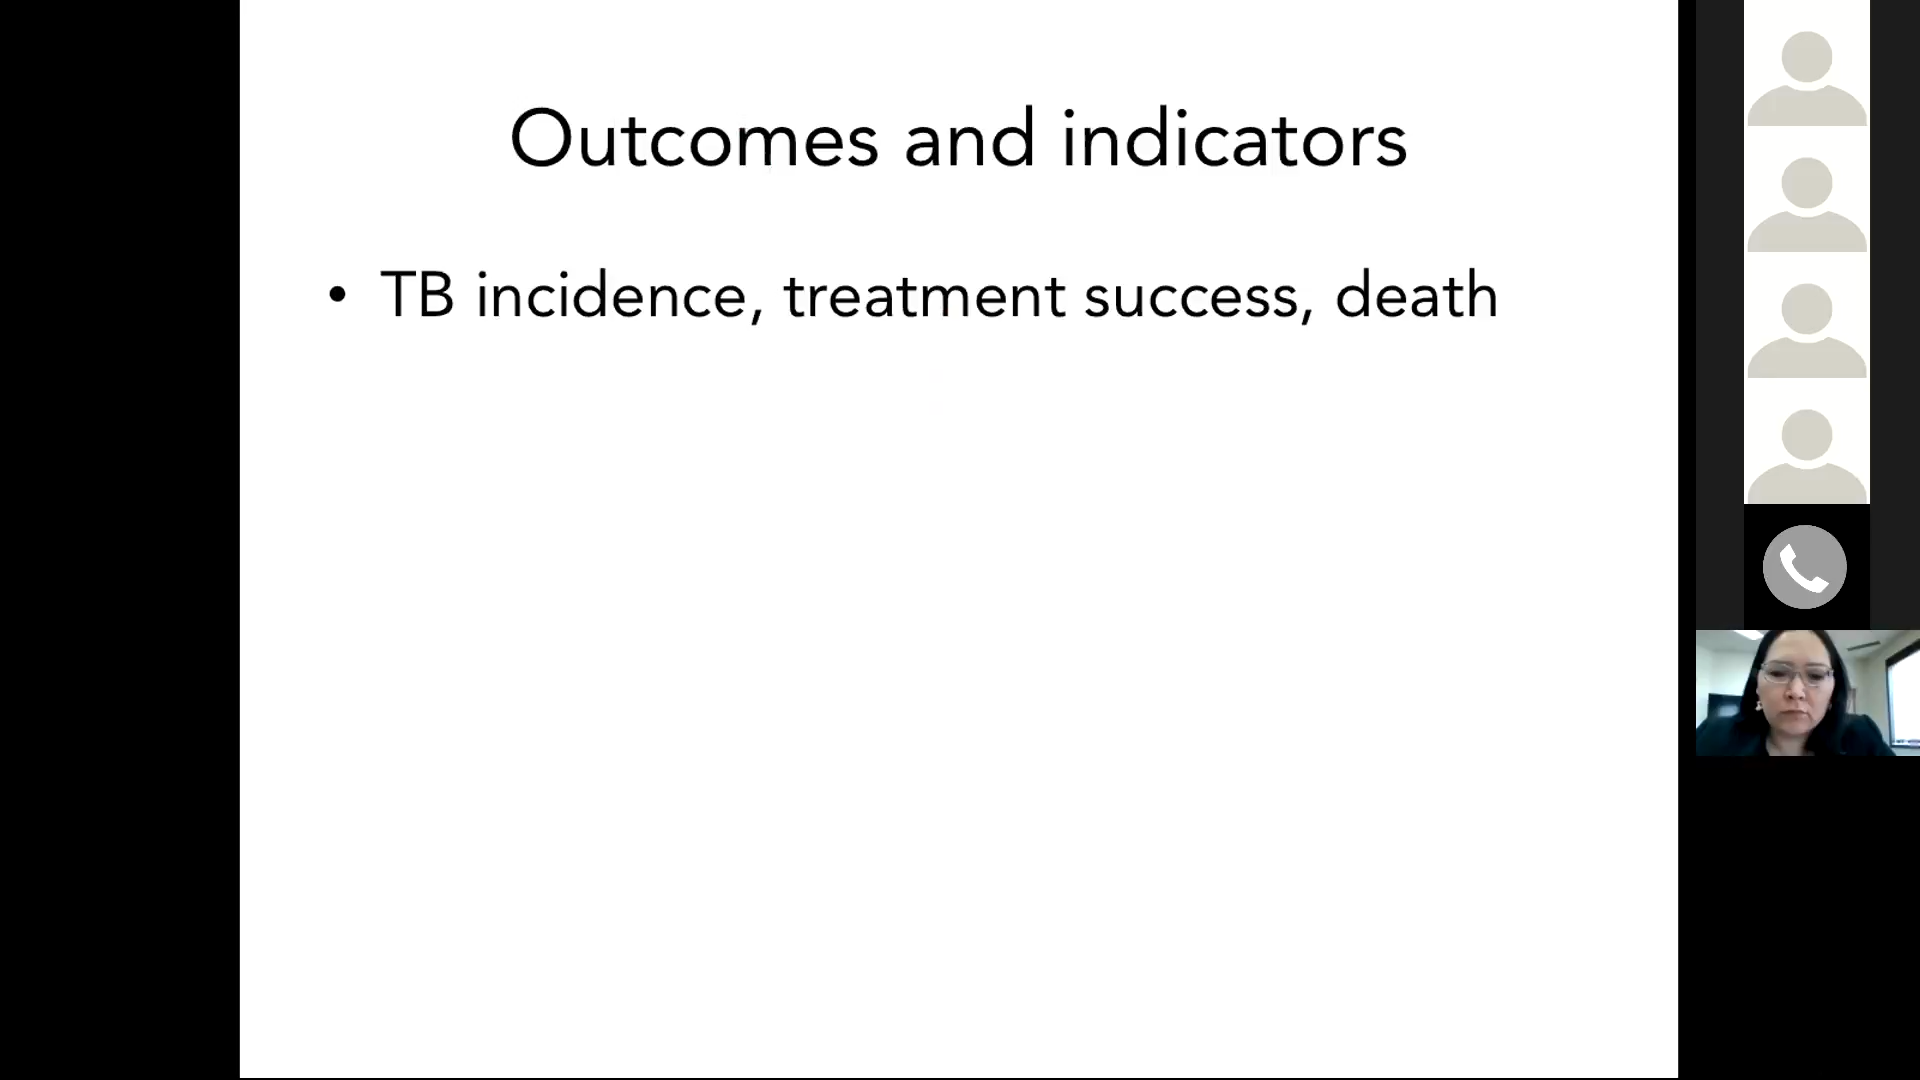 Outcomes and indicators
• TB incidence, treatment success, death